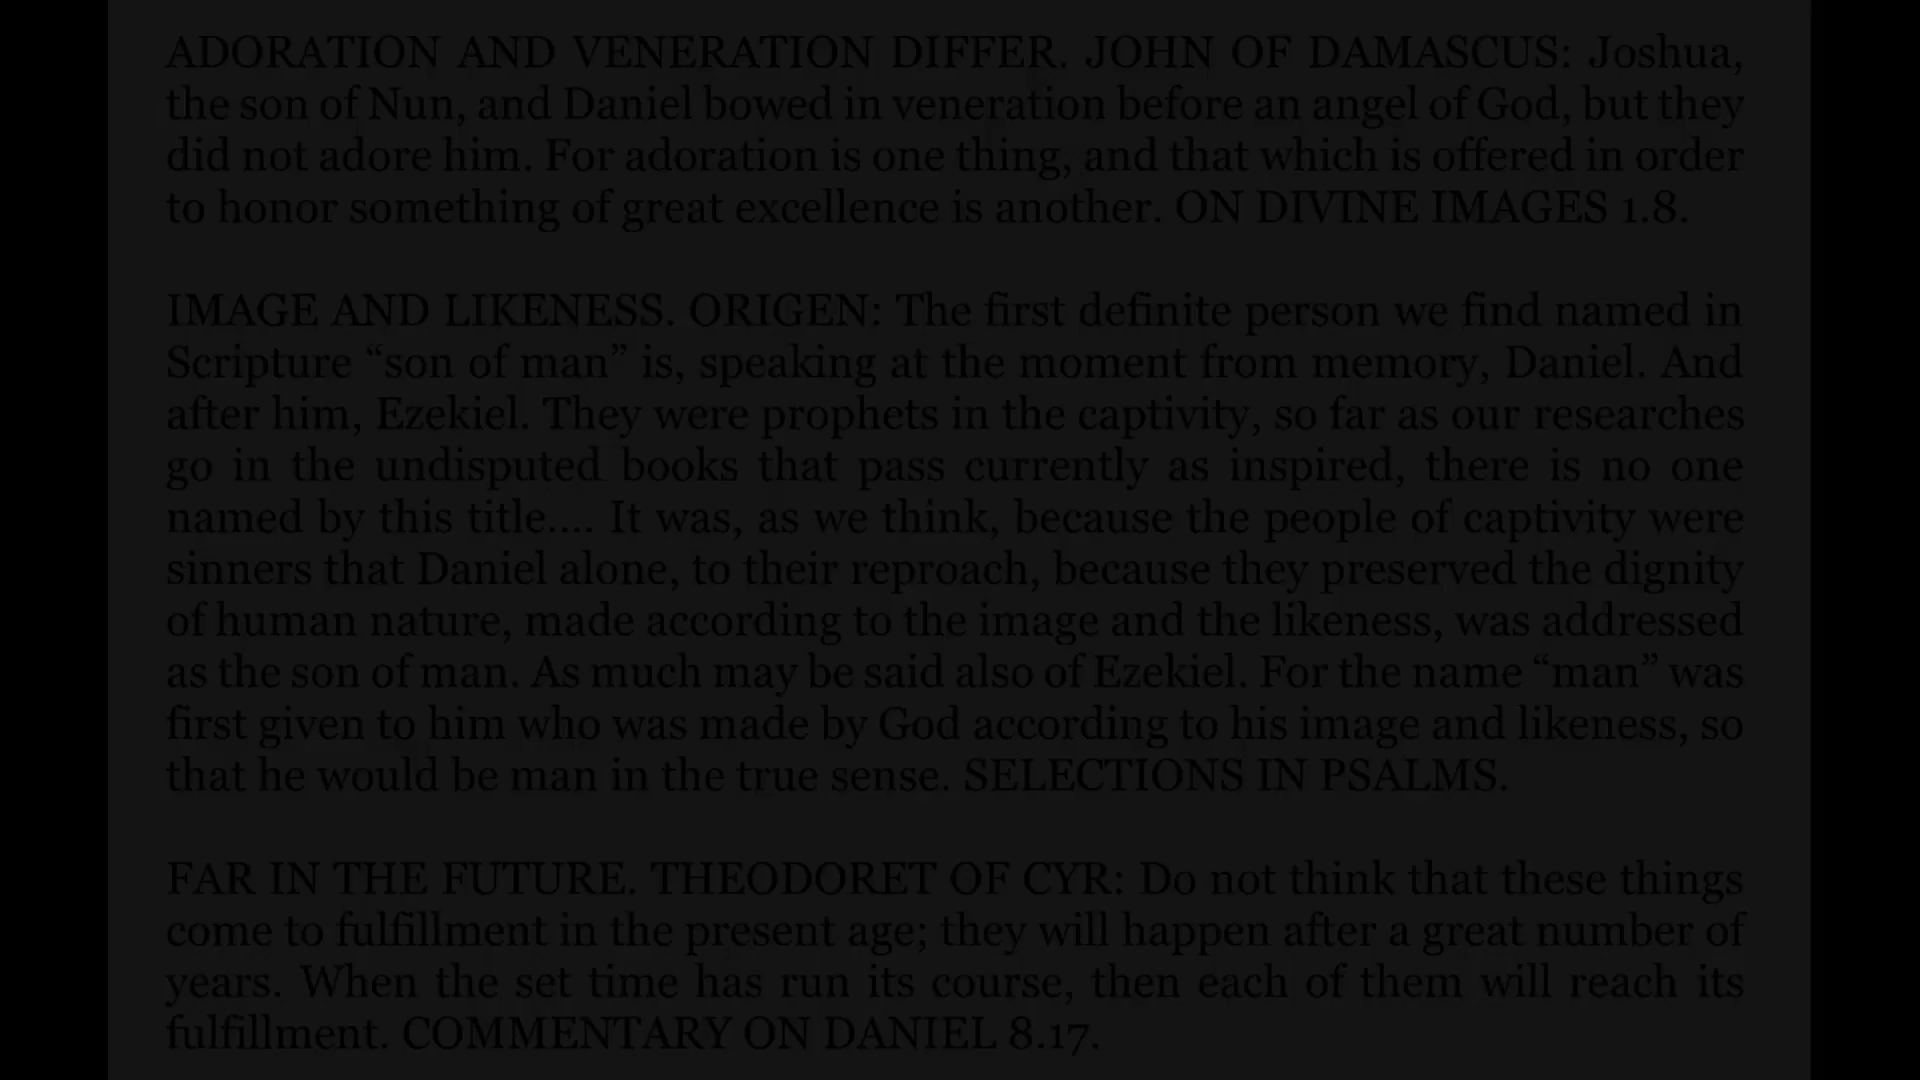 ADORATION AND VENERATION DIFFER. JOHN OF DAMASCUS: Joshua,
the son of Nun, and Daniel bowed in veneration before an angel of God, but they
did not adore him. For adoration is one thing, and that which is offered in order
to honor something of great excellence is another. ON DIVINE IMAGES 1.8.
IMAGE AND LIKENESS. ORIGEN: The first definite person we find named in
Scripture “son of man” is, speaking at the moment from memory, Daniel. And
after him, Ezekiel. They were prophets in the captivity, so far as our researches
go in the undisputed books that pass currently as inspired, there is no one
named by this title.... It was, as we think, because the people of captivity were
sinners that Daniel alone, to their reproach, because they preserved the dignity
of human nature, made according to the image and the likeness, was addressed
as the son of man. As much may be said also of Ezekiel. For the name “man” was
first given to him who was made by God according to his image and likeness, so
that he would be man in the true sense. SELECTIONS IN PSALMS.
FAR IN THE FUTURE. THEODORET OF CYR: Do not think that these things
come to fulfillment in the present age; they will happen after a great number of
years. When the set time has run its course, then each of them will reach its
fulfillment. COMMENTARY ON DANIEL 8.17.